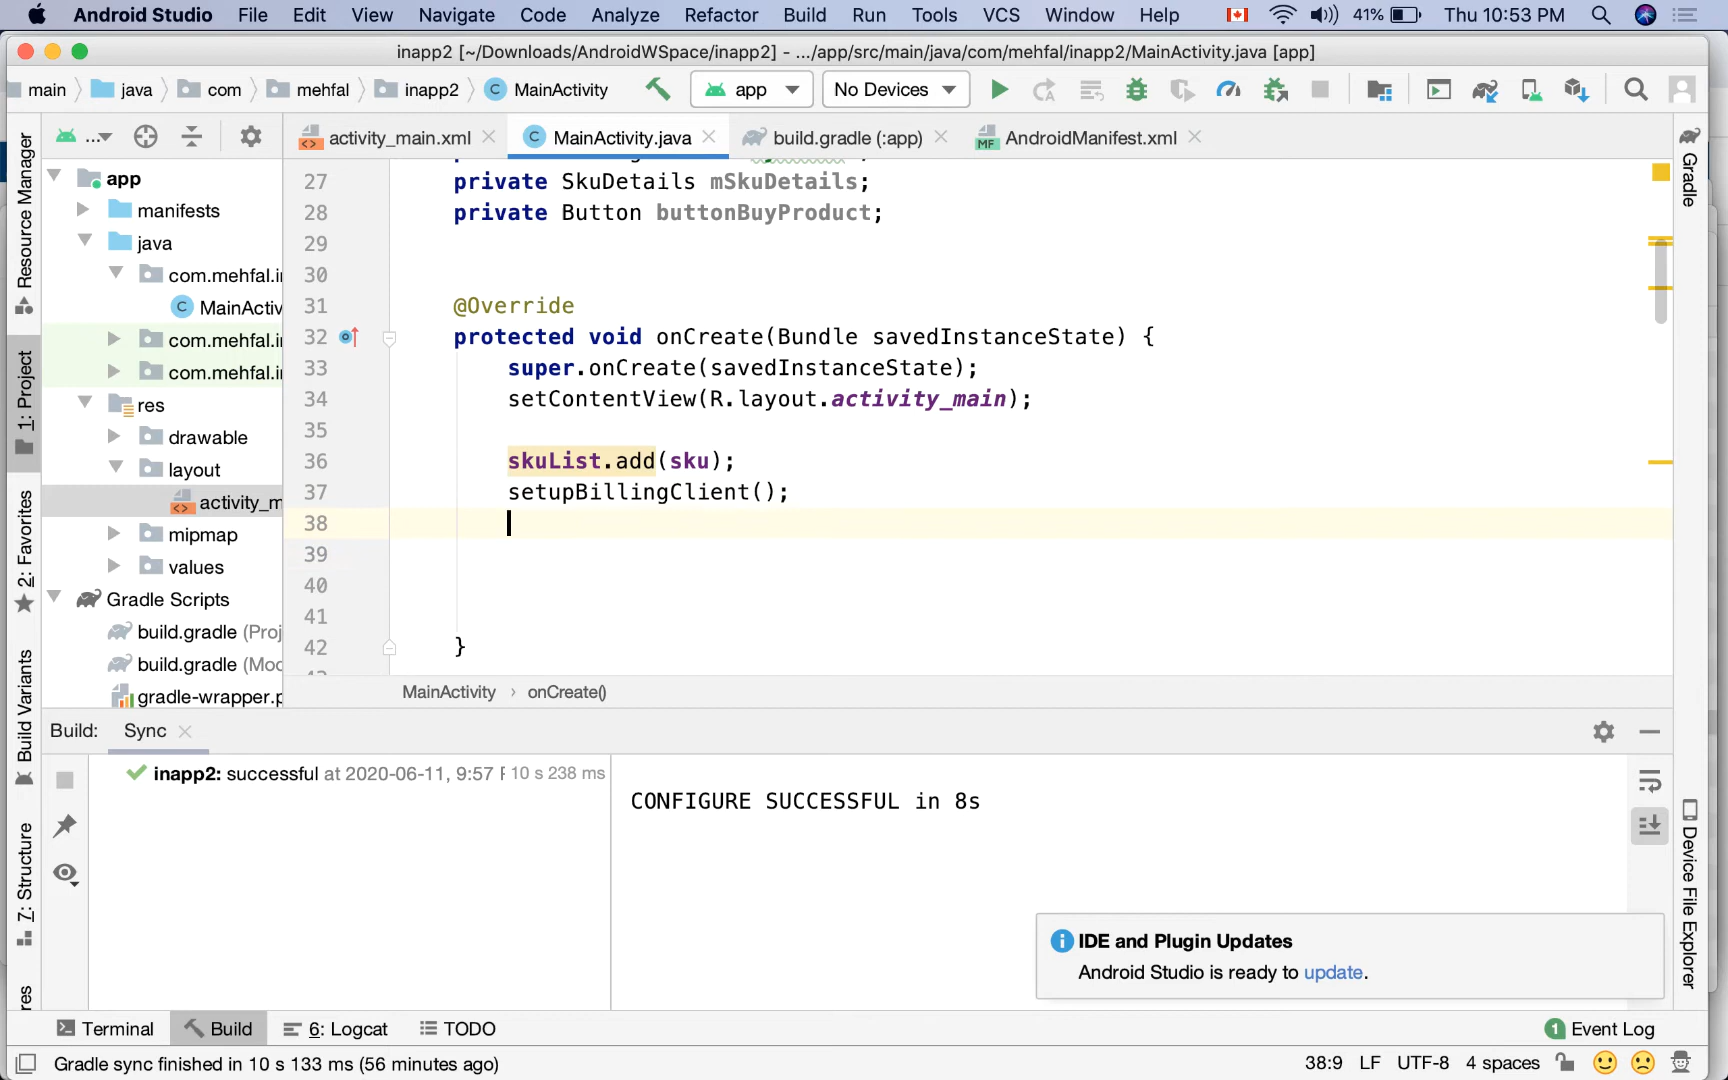 Android Studio File Edit View Navigate Code Analyze Refactor Build Run Tools VCS Window Help 41% Thu 10:53 PM
inapp2 [~/Downloads/AndroidWSpace/inapp2] - .../app/src/main/java/com/mehfal/inapp2/MainActivity.java [app]
main java com mehfal inapp2 C MainActivity app No Devices
... activity_main.xml C MainActivity.java build.gradle (:app) MF AndroidManifest.xml
Resource Manager
1: Project
2: Favorites
Build Variants
7: Structure
res
app
manifests
java
com.mehfal.i
C MainActiv
com.mehfal.i
com.mehfal.i
res
drawable
layout
activity_m
mipmap
values
Gradle Scripts
build.gradle (Proj
build.gradle (Moc
gradle-wrapper.p
27 private SkuDetails mSkuDetails;
28 private Button buttonBuyProduct;
29
30
31 @Override
32 protected void onCreate(Bundle savedInstanceState) {
33 super.onCreate(savedInstanceState);
34 setContentView(R.layout.activity_main);
35
36 skuList.add(sku);
37 setupBillingClient();
38
39
40
41
42 }
MainActivity › onCreate()
Gradle
Device File Explorer
Build: Sync
inapp2: successful at 2020-06-11, 9:57 10 s 238 ms
CONFIGURE SUCCESSFUL in 8s
IDE and Plugin Updates
Android Studio is ready to update.
Terminal Build 6: Logcat TODO 1 Event Log
Gradle sync finished in 10 s 133 ms (56 minutes ago) 38:9 LF UTF-8 4 spaces